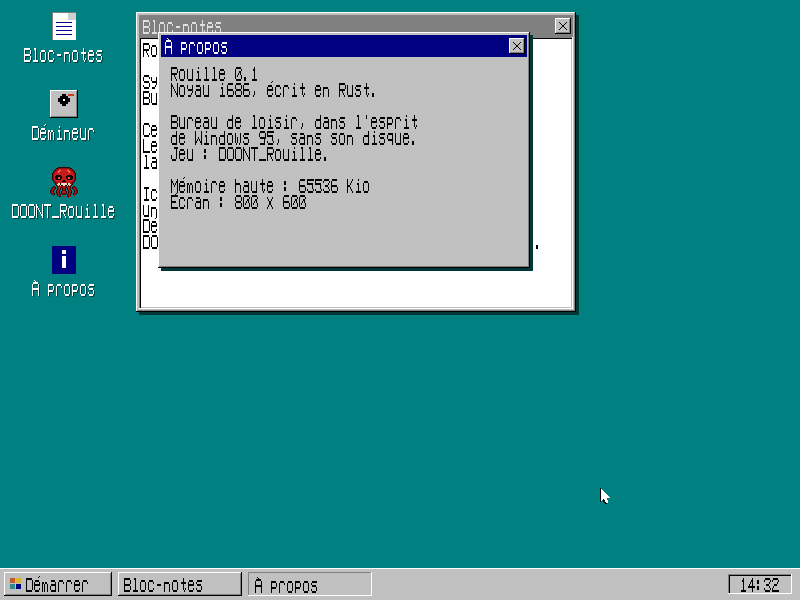 Bloc-notes
Démineur
DOONT_Rouille
À propos
Bloc-notes
À propos
Rouille 0.1
Noyau i686, écrit en Rust.
Bureau de loisir, dans l'esprit
de Windows 95, sans son disque.
Jeu : DOONT_Rouille.
Mémoire haute : 65536 Kio
Écran : 800 x 600
Démarrer
Bloc-notes
À propos
14:32